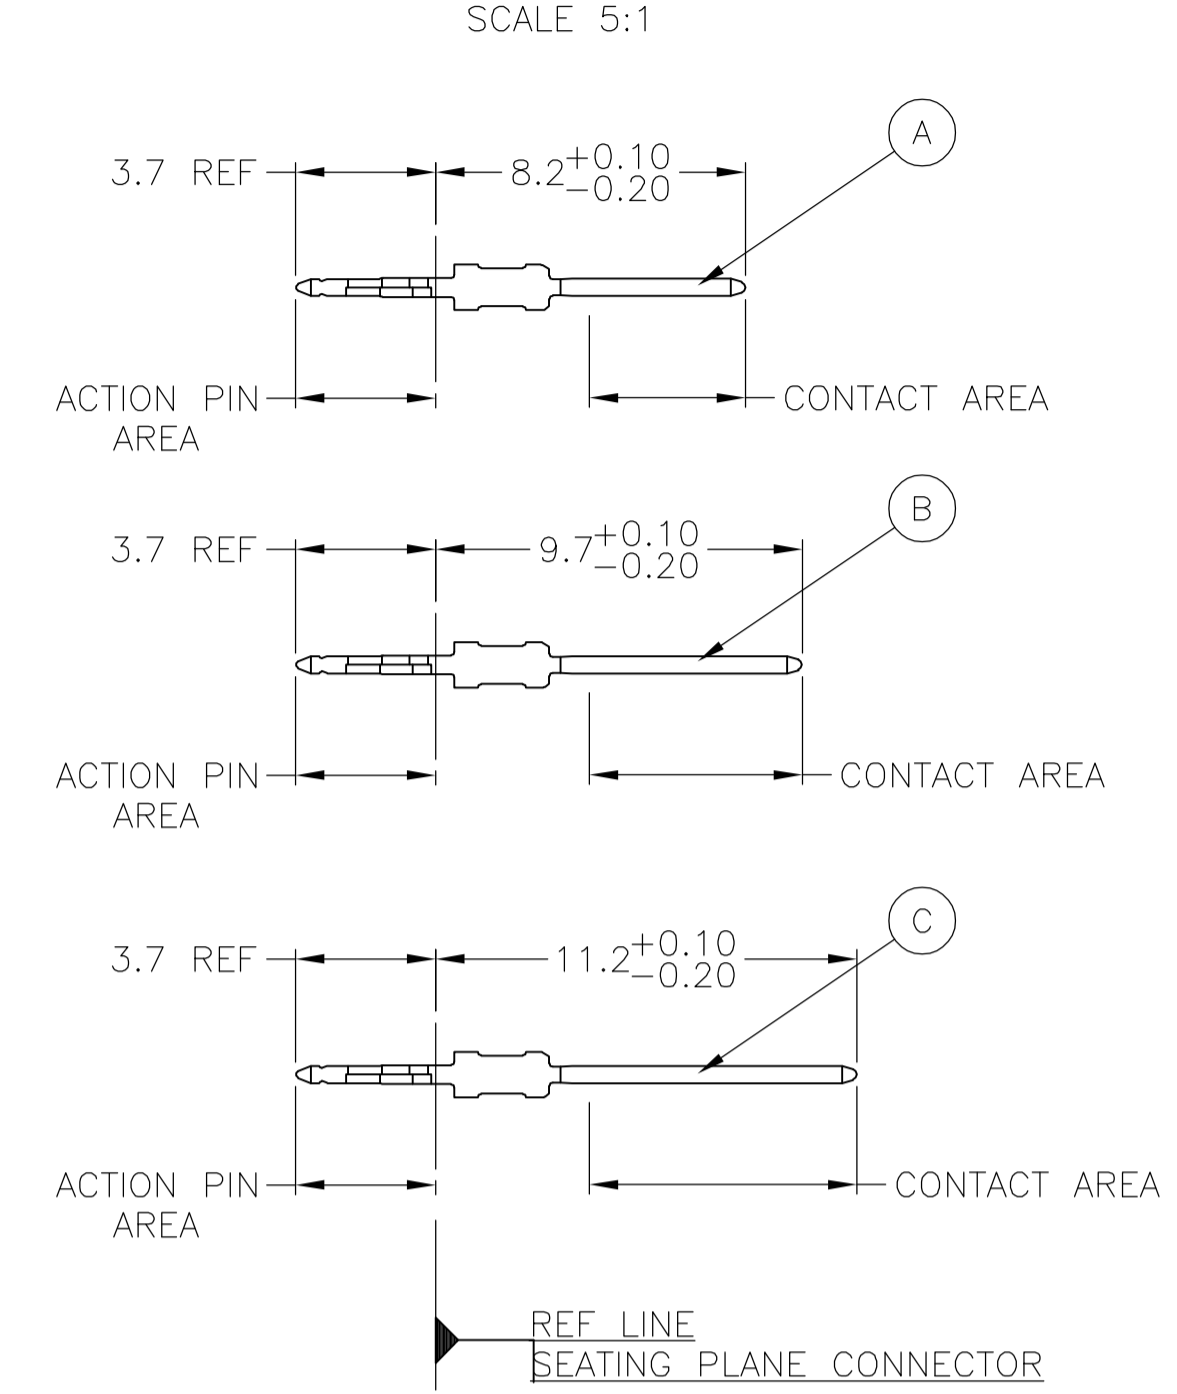 SCALE 5:1
A
3.7 REF 8.2 +0.10 -0.20
ACTION PIN AREA
CONTACT AREA
B
3.7 REF 9.7 +0.10 -0.20
ACTION PIN AREA
CONTACT AREA
C
3.7 REF 11.2 +0.10 -0.20
ACTION PIN AREA
CONTACT AREA
REF LINE
SEATING PLANE CONNECTOR